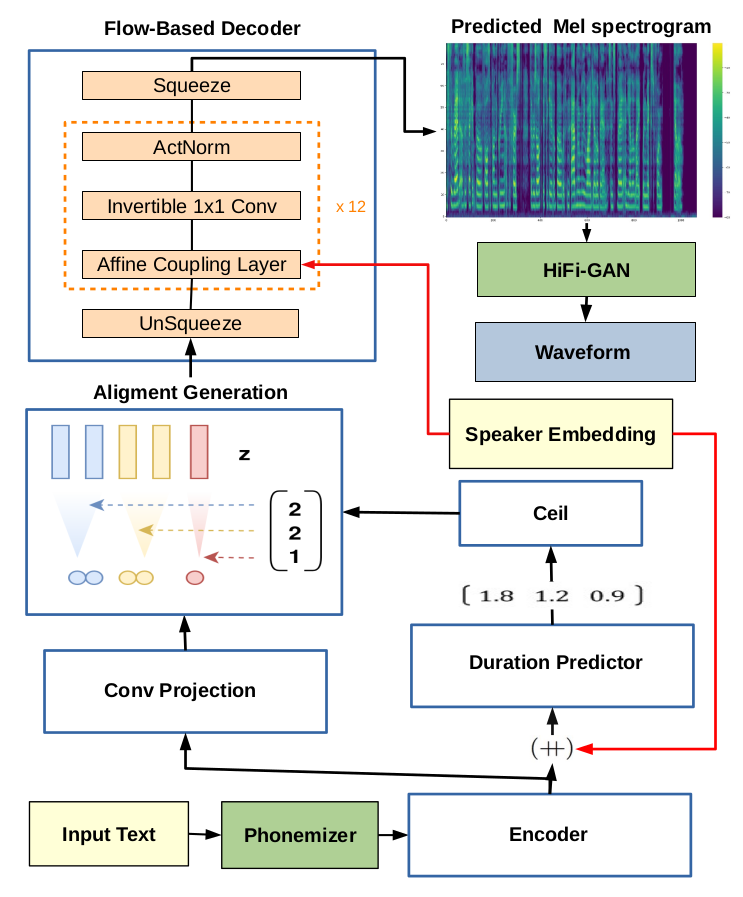 Flow-Based Decoder
Predicted Mel spectrogram
Squeeze
ActNorm
Invertible 1x1 Conv
x 12
Affine Coupling Layer
UnSqueeze
HiFi-GAN
Waveform
Aligment Generation
Speaker Embedding
z
2
2
1
Ceil
[ 1.8 1.2 0.9 ]
Duration Predictor
Conv Projection
(++)
Input Text
Phonemizer
Encoder